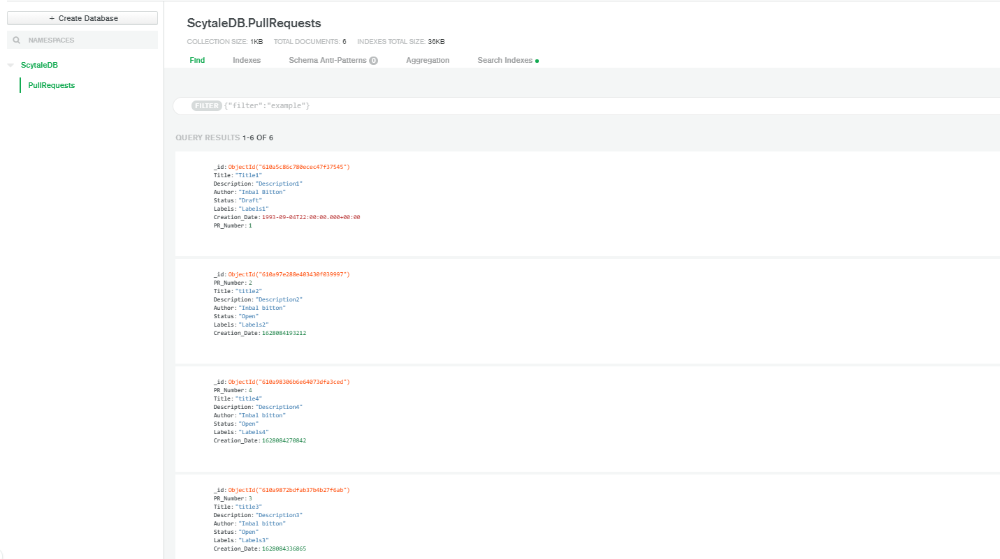 + Create Database
NAMESPACES
ScytaleDB
PullRequests
ScytaleDB.PullRequests
COLLECTION SIZE: 1KB TOTAL DOCUMENTS: 6 INDEXES TOTAL SIZE: 36KB
Find Indexes Schema Anti-Patterns 0 Aggregation Search Indexes
FILTER {"filter":"example"}
QUERY RESULTS 1-6 OF 6
_id: ObjectId("610a5c86c780ecec47f37545")
Title: "Title1"
Description: "Description1"
Author: "Inbal Bitton"
Status: "Draft"
Labels: "Labels1"
Creation_Date: 1993-09-04T22:00:00.000+00:00
PR_Number: 1
_id: ObjectId("610a97e288e403430f039997")
PR_Number: 2
Title: "title2"
Description: "Description2"
Author: "Inbal bitton"
Status: "Open"
Labels: "Labels2"
Creation_Date: 1628084193212
_id: ObjectId("610a98306b6e64073dfa3ced")
PR_Number: 4
Title: "title4"
Description: "Description4"
Author: "Inbal bitton"
Status: "Open"
Labels: "Labels4"
Creation_Date: 1628084270842
_id: ObjectId("610a9872bdfab37b4b27f6ab")
PR_Number: 3
Title: "title3"
Description: "Description3"
Author: "Inbal bitton"
Status: "Open"
Labels: "Labels3"
Creation_Date: 1628084336865